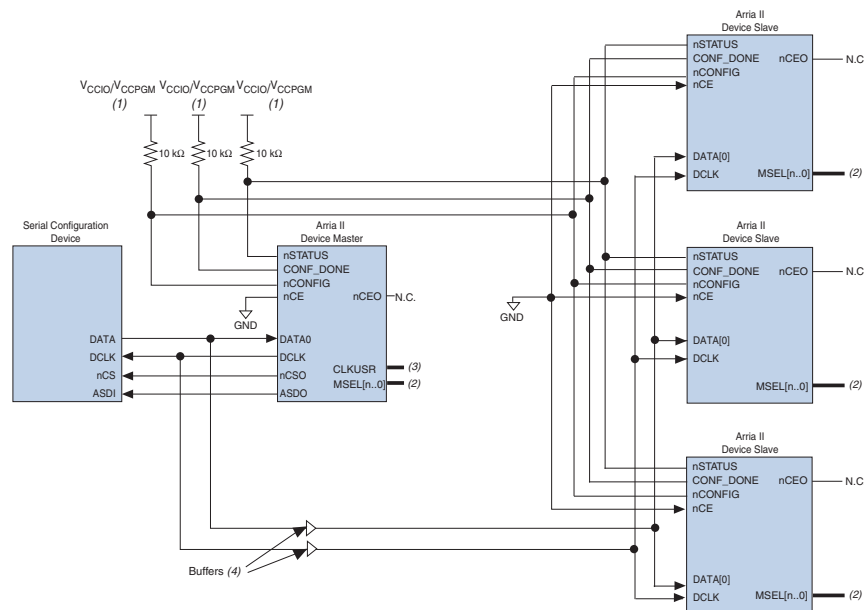 Arria II
Device Slave
nSTATUS
CONF_DONE
nCONFIG
nCE
nCEO
N.C
DATA[0]
DCLK
MSEL[n..0]
(2)
VCCIO/VCCPGM VCCIO/VCCPGM VCCIO/VCCPGM
(1) (1) (1)
10 kΩ 10 kΩ 10 kΩ
Serial Configuration
Device
DATA
DCLK
nCS
ASDI
Arria II
Device Master
nSTATUS
CONF_DONE
nCONFIG
nCE
nCEO
N.C.
GND
DATA0
DCLK
nCSO
ASDO
CLKUSR
(3)
MSEL[n..0]
(2)
Arria II
Device Slave
nSTATUS
CONF_DONE
nCONFIG
nCE
nCEO
N.C
GND
DATA[0]
DCLK
MSEL[n..0]
(2)
Arria II
Device Slave
nSTATUS
CONF_DONE
nCONFIG
nCE
nCEO
N.C
DATA[0]
DCLK
MSEL[n..0]
(2)
Buffers (4)